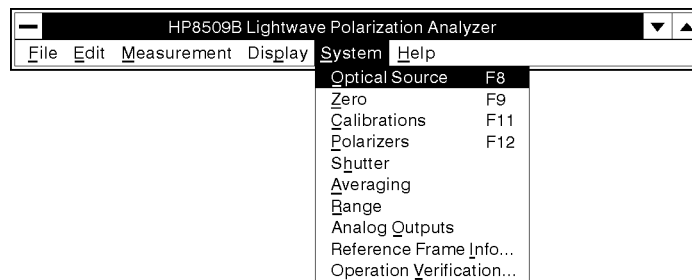 HP8509B Lightwave Polarization Analyzer
File Edit Measurement Display System Help
Optical Source F8
Zero F9
Calibrations F11
Polarizers F12
Shutter
Averaging
Range
Analog Outputs
Reference Frame Info...
Operation Verification...